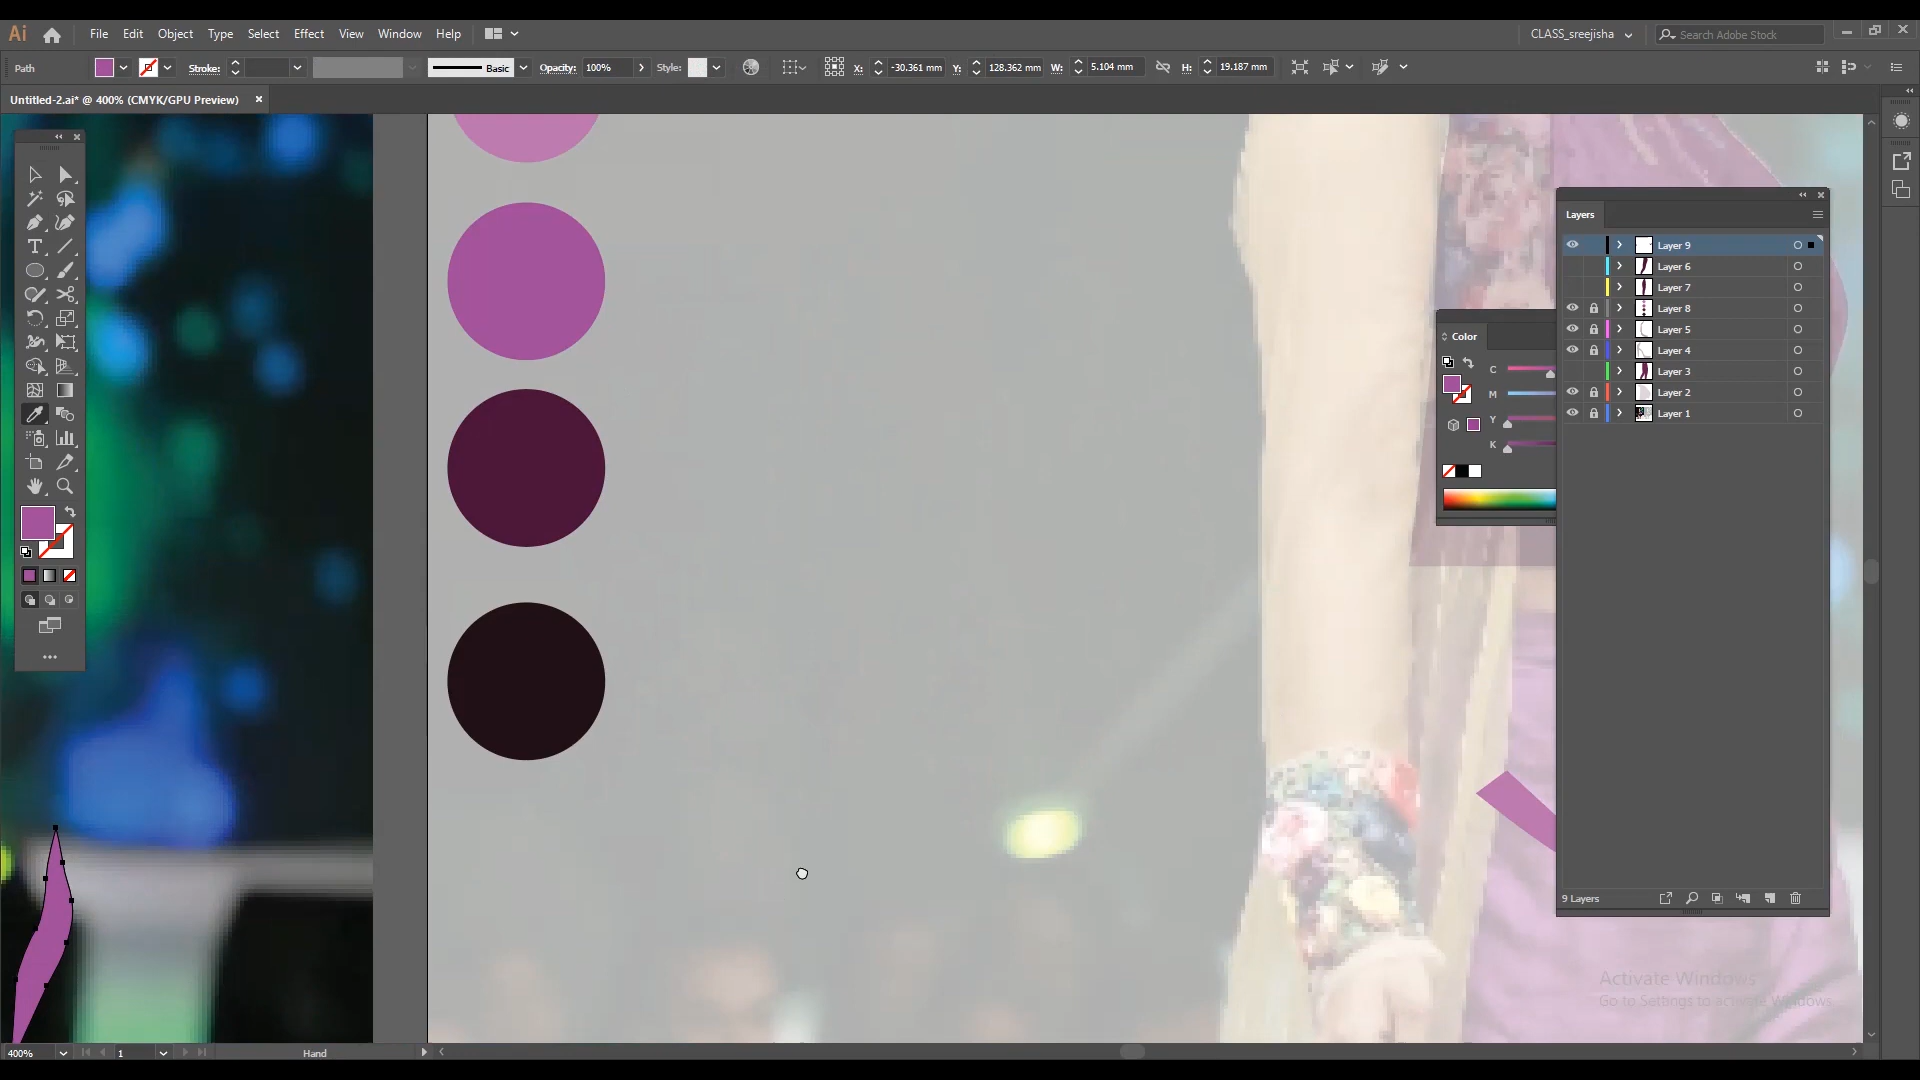 Ai File Edit Object Type Select Effect View Window Help CLASS_sreejisha Search Adobe Stock
Path Stroke: Basic Opacity: 100% Style: X: -30.361 mm Y: 128.362 mm W: 5.104 mm H: 19.187 mm
Untitled-2.ai* @ 400% (CMYK/GPU Preview)
Layers
Layer 9
Layer 6
Layer 7
Layer 8
Layer 5
Layer 4
Layer 3
Layer 2
Layer 1
Color
C
M
Y
K
9 Layers
Activate Windows
Go to Settings to activate Windows.
400% 1 Hand